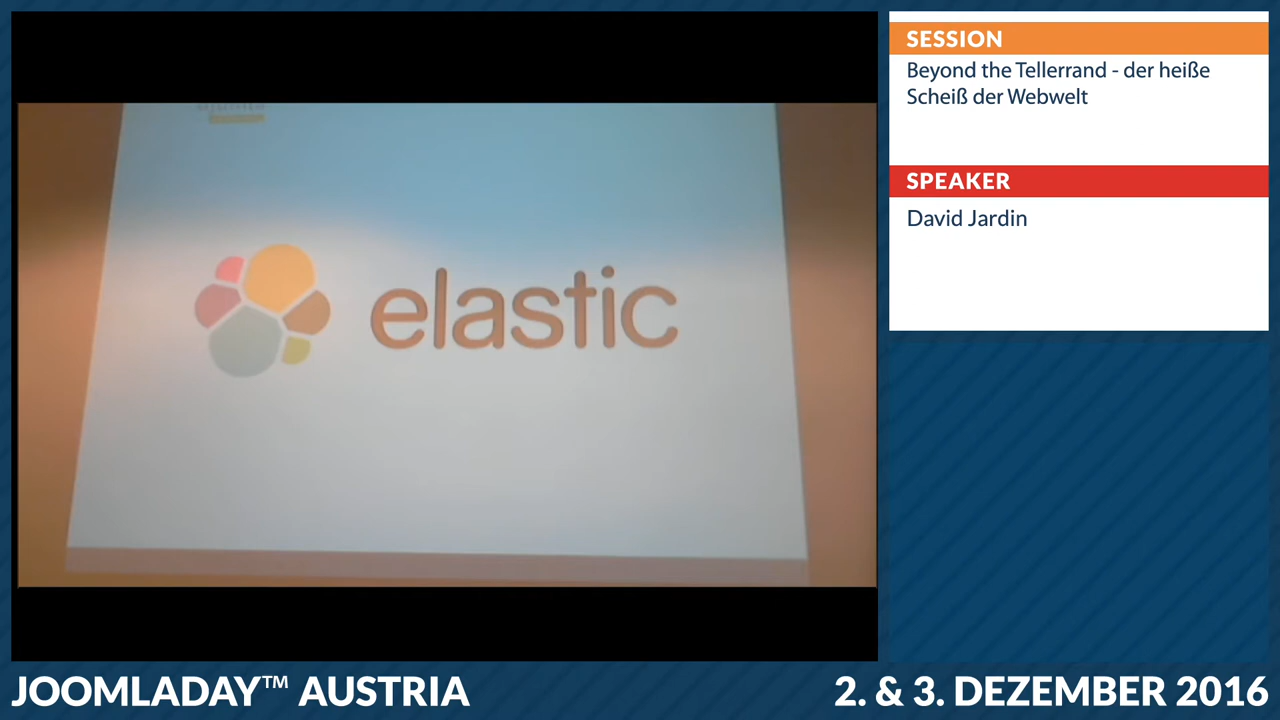 SESSION
Beyond the Tellerrand - der heiße
Scheiß der Webwelt
SPEAKER
David Jardin
elastic
JOOMLADAY™ AUSTRIA
2. & 3. DEZEMBER 2016